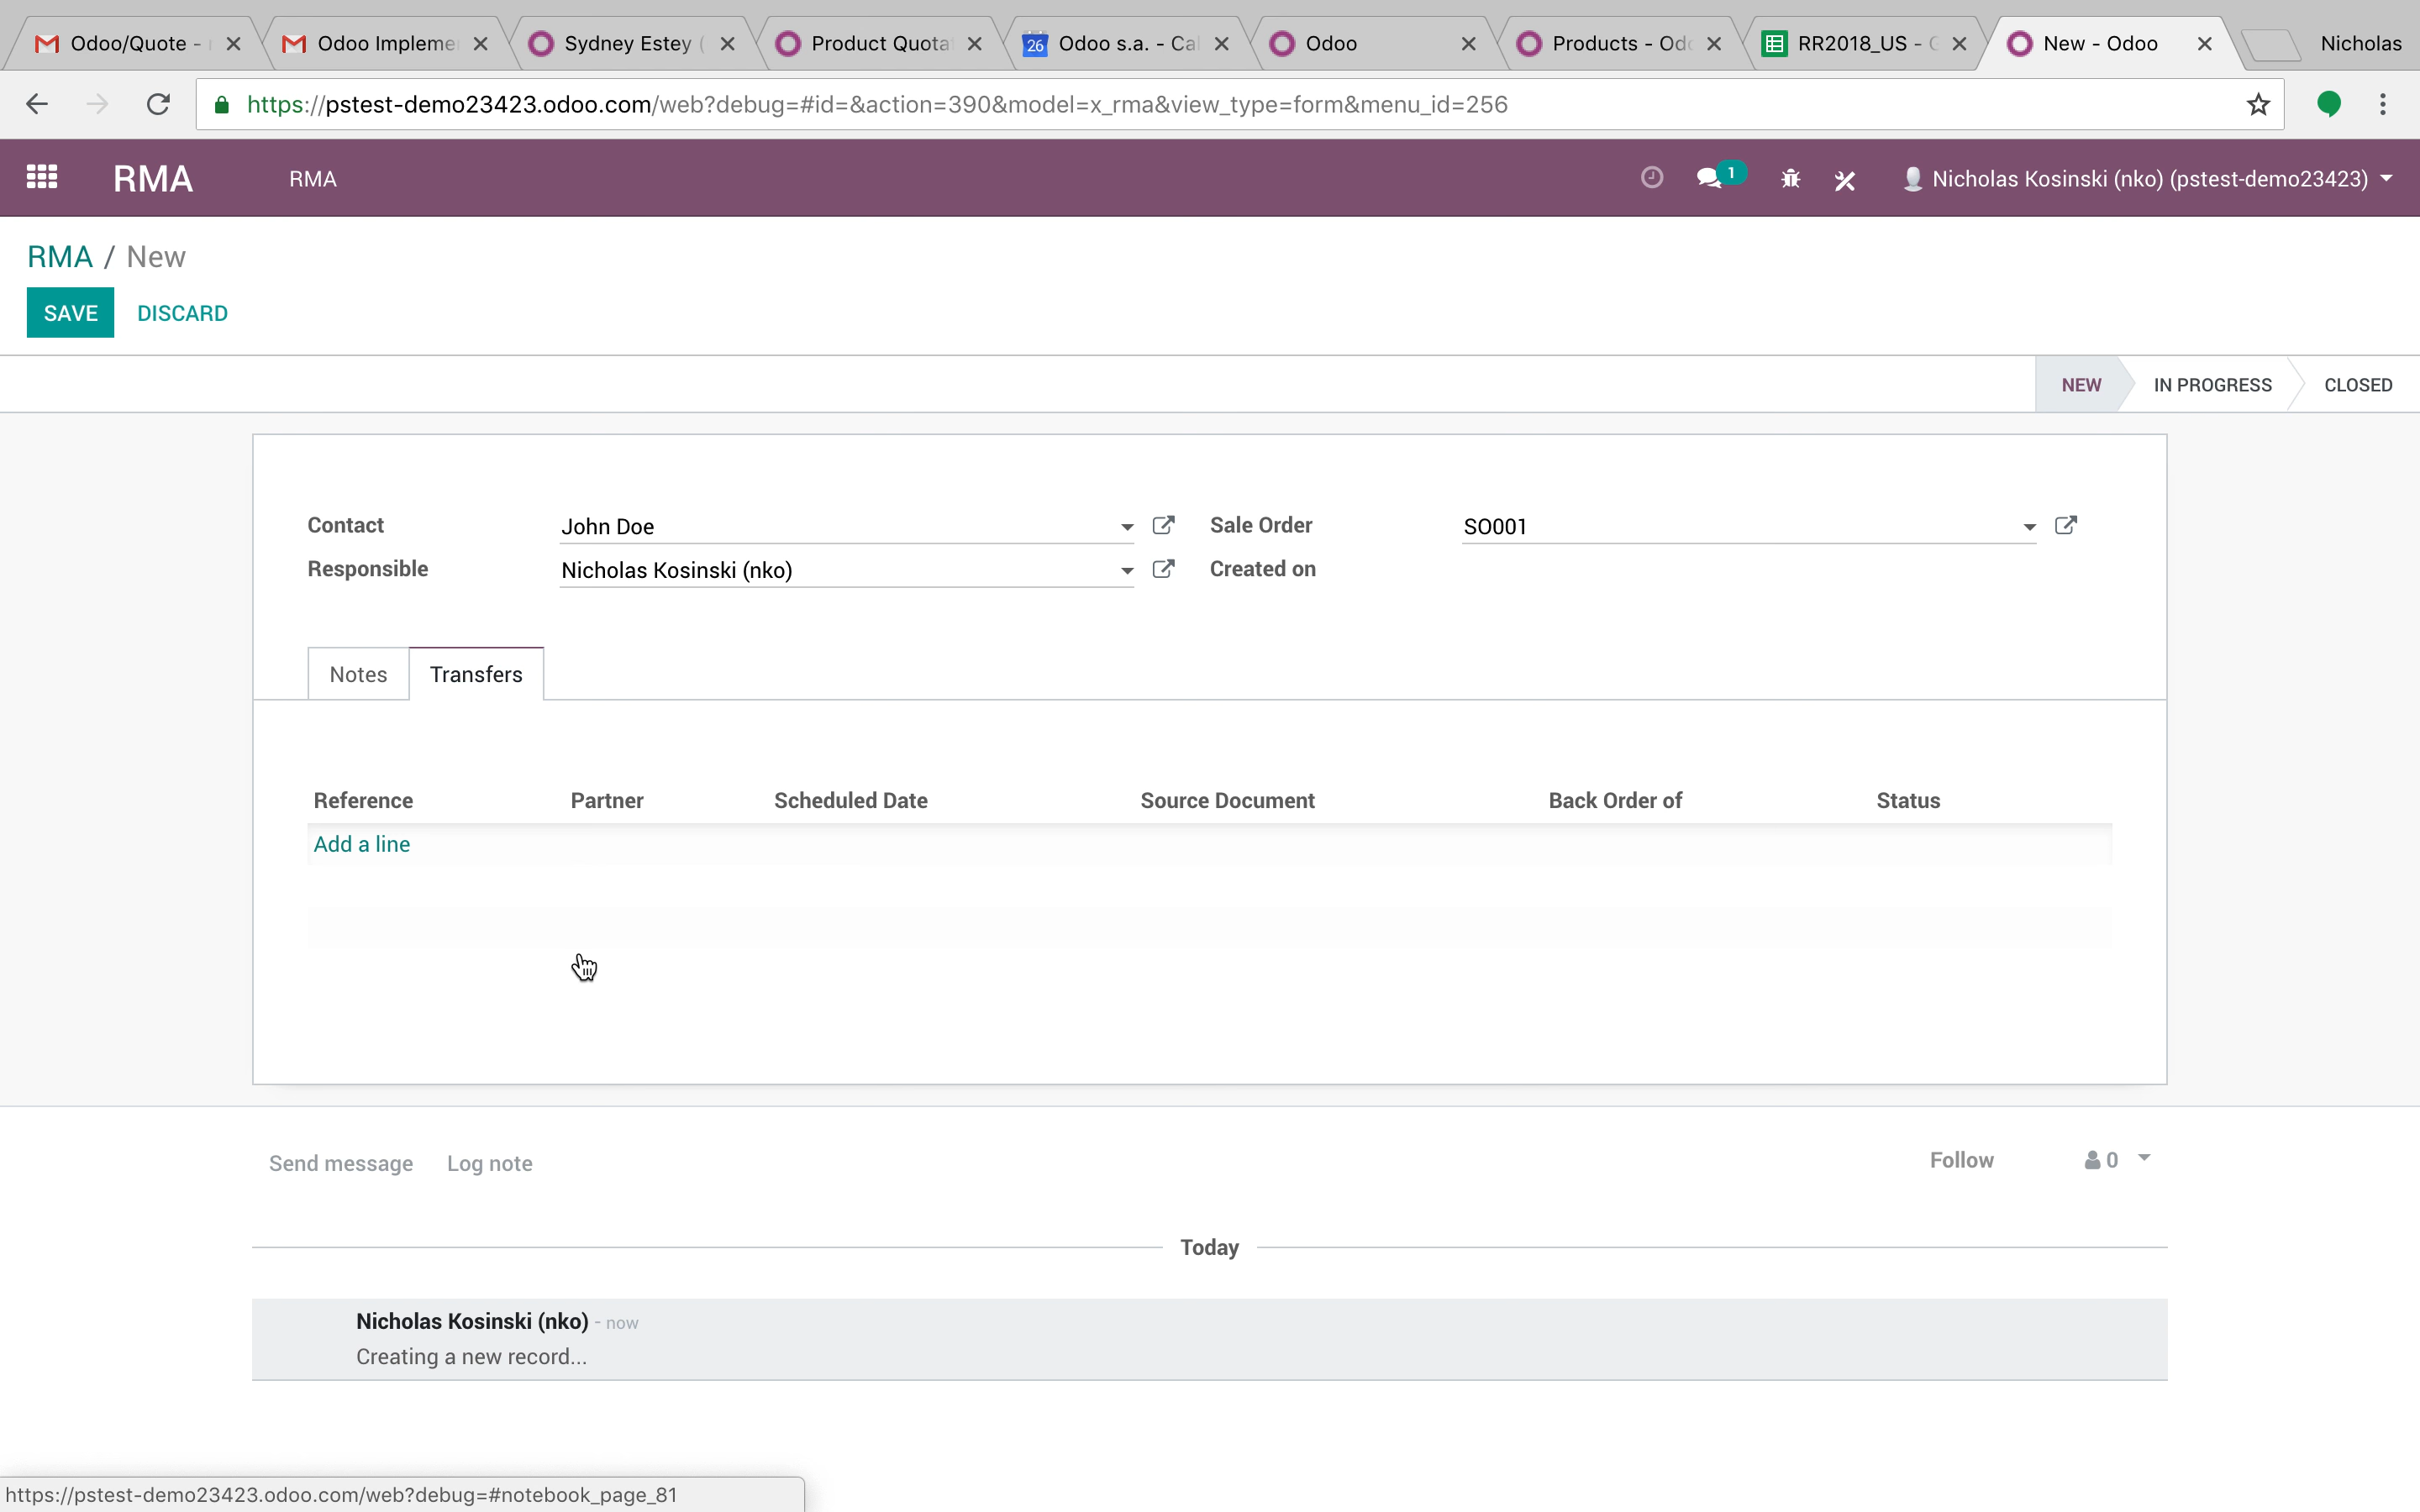 Odoo/Quote -
Odoo Impleme
Sydney Estey (
Product Quota
26
Odoo s.a. - Ca
Odoo
Products - Od
RR2018_US -
New - Odoo
Nicholas
https://pstest-demo23423.odoo.com/web?debug=#id=&action=390&model=x_rma&view_type=form&menu_id=256
RMA
RMA
1
Nicholas Kosinski (nko) (pstest-demo23423)
RMA / New
SAVE
DISCARD
NEW
IN PROGRESS
CLOSED
Contact
John Doe
Sale Order
SO001
Responsible
Nicholas Kosinski (nko)
Created on
Notes
Transfers
Reference
Partner
Scheduled Date
Source Document
Back Order of
Status
Add a line
Send message
Log note
Follow
0
Today
Nicholas Kosinski (nko) - now
Creating a new record...
https://pstest-demo23423.odoo.com/web?debug=#notebook_page_81